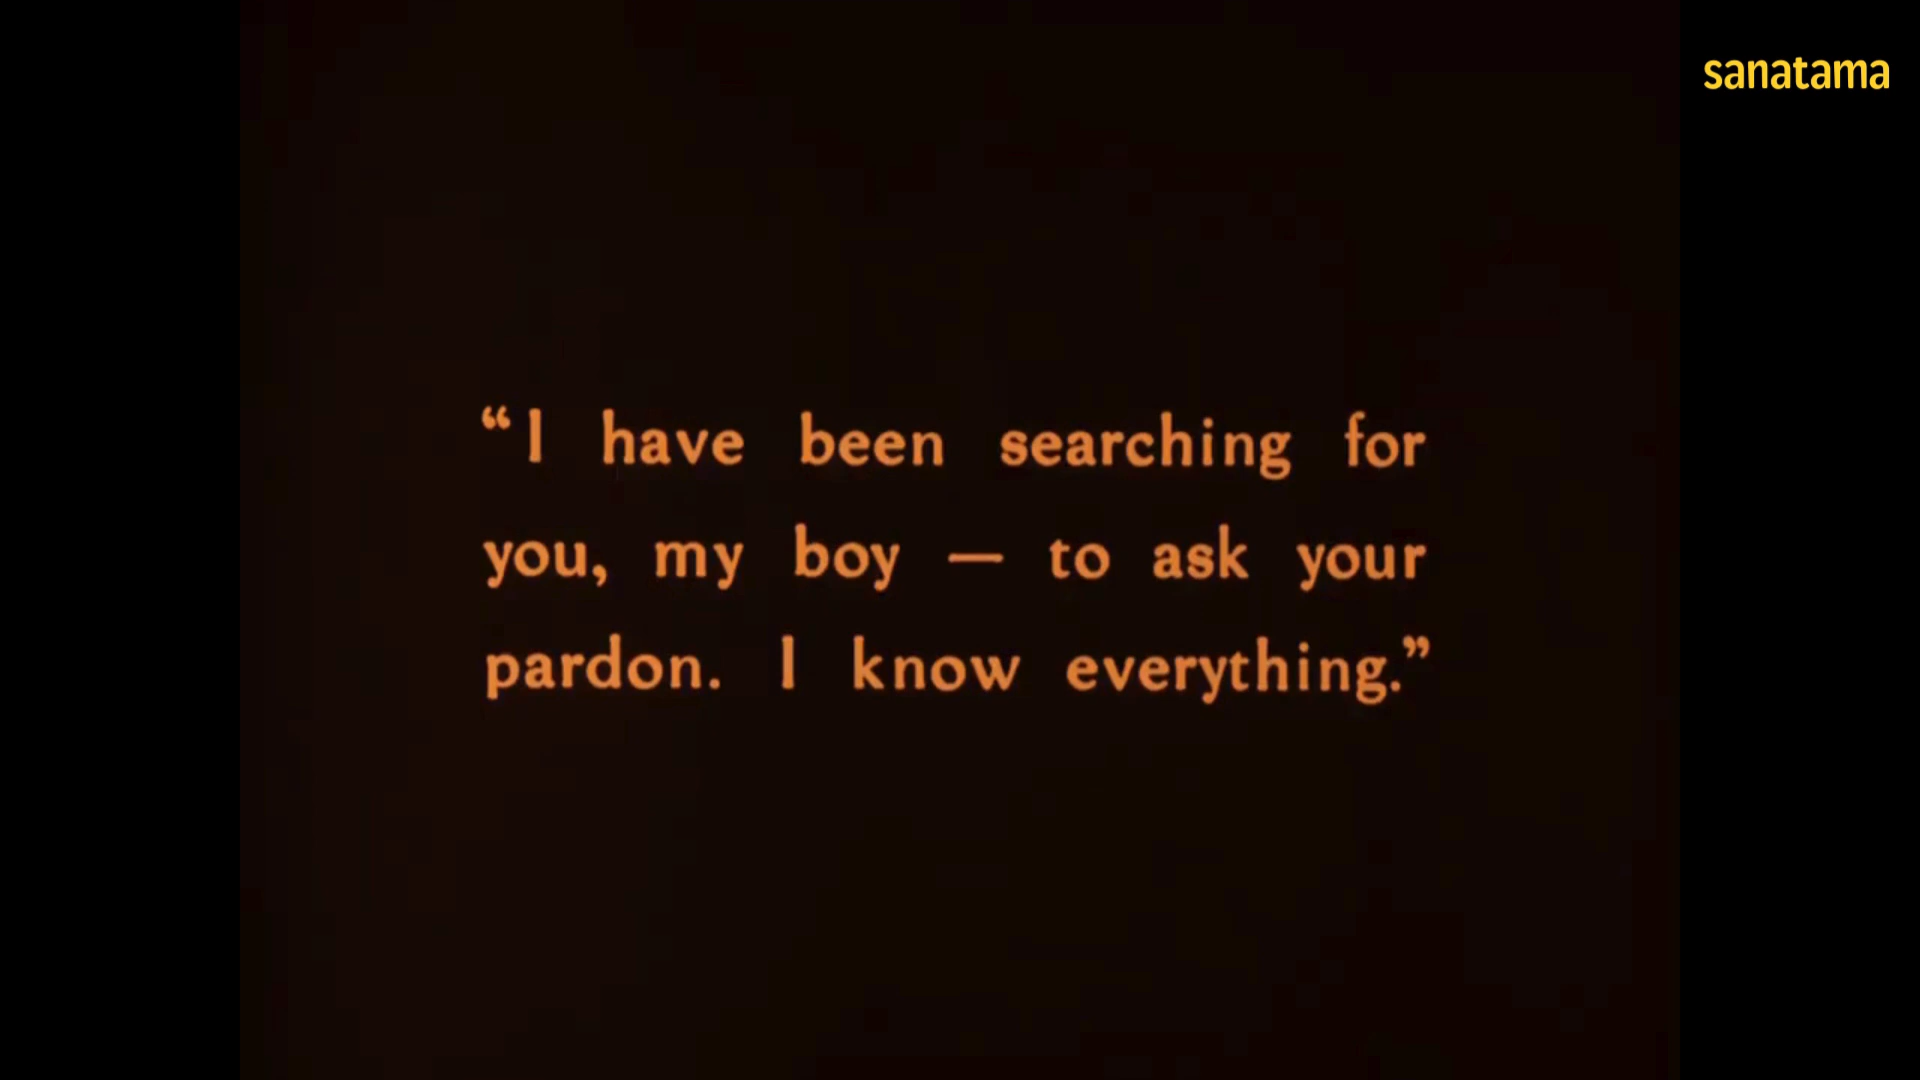 sanatama
“I have been searching for
you, my boy — to ask your
pardon. I know everything.”